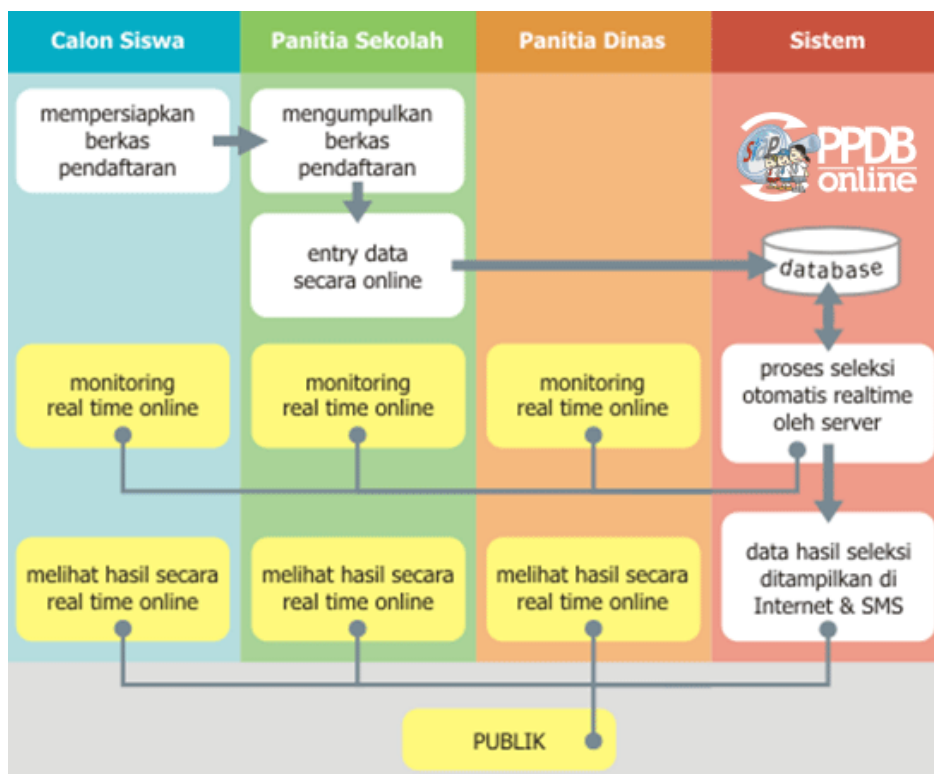 Calon Siswa
Panitia Sekolah
Panitia Dinas
Sistem
mempersiapkan
berkas
pendaftaran
mengumpulkan
berkas
pendaftaran
siap
PPDB
online
entry data
secara online
database
monitoring
real time online
monitoring
real time online
monitoring
real time online
proses seleksi
otomatis realtime
oleh server
melihat hasil secara
real time online
melihat hasil secara
real time online
melihat hasil secara
real time online
data hasil seleksi
ditampilkan di
Internet & SMS
PUBLIK